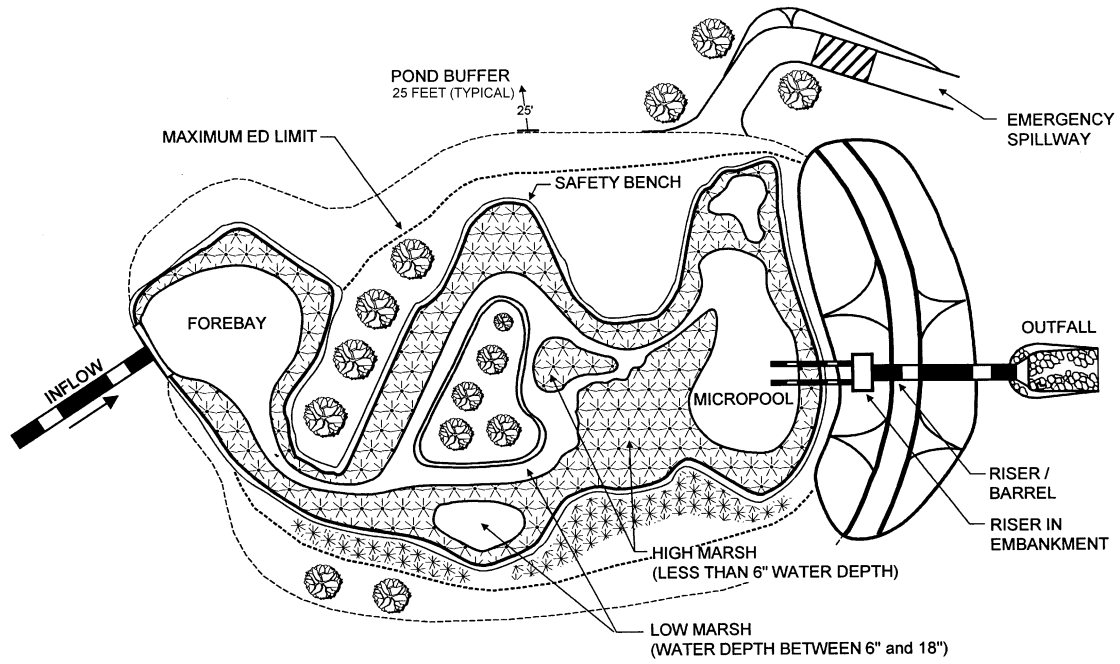 POND BUFFER
25 FEET (TYPICAL)
25'
EMERGENCY
SPILLWAY
MAXIMUM ED LIMIT
SAFETY BENCH
FOREBAY
OUTFALL
INFLOW
MICROPOOL
RISER /
BARREL
RISER IN
EMBANKMENT
HIGH MARSH
(LESS THAN 6" WATER DEPTH)
LOW MARSH
(WATER DEPTH BETWEEN 6" and 18")